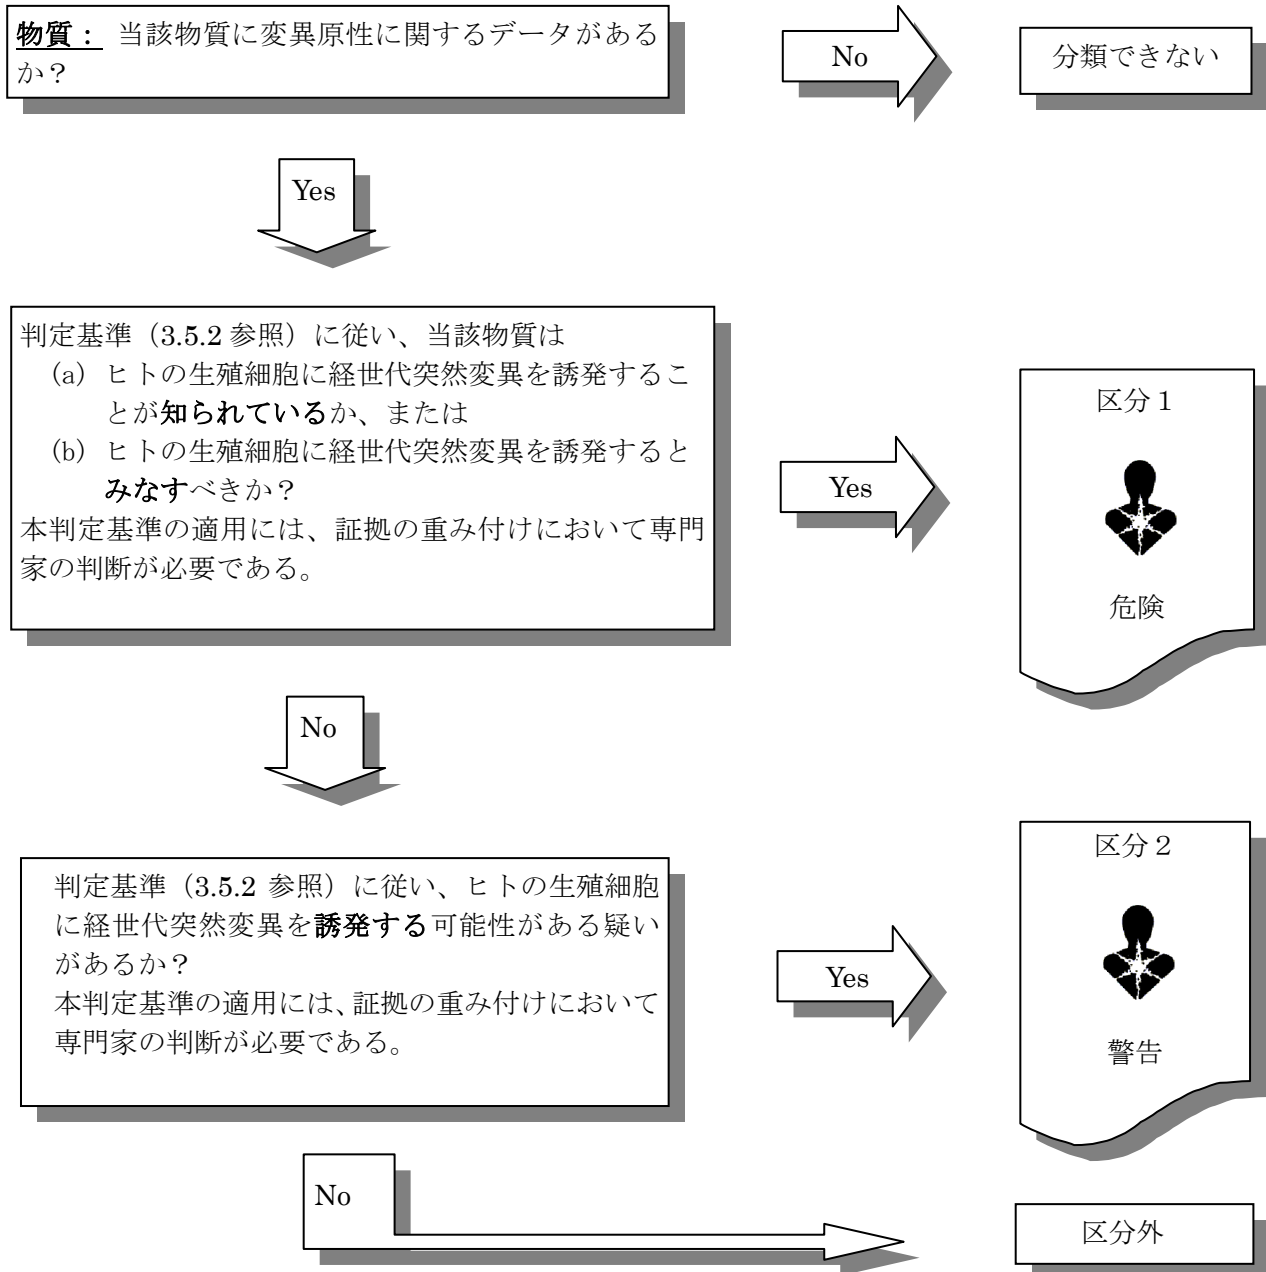 物質： 当該物質に変異原性に関するデータがある
か？
No
分類できない
Yes
判定基準（3.5.2 参照）に従い、当該物質は
(a) ヒトの生殖細胞に経世代突然変異を誘発するこ
とが知られているか、または
(b) ヒトの生殖細胞に経世代突然変異を誘発すると
みなすべきか？
本判定基準の適用には、証拠の重み付けにおいて専門
家の判断が必要である。
Yes
区分１
危険
No
判定基準（3.5.2 参照）に従い、ヒトの生殖細胞
に経世代突然変異を誘発する可能性がある疑い
があるか？
本判定基準の適用には、証拠の重み付けにおいて
専門家の判断が必要である。
Yes
区分２
警告
No
区分外